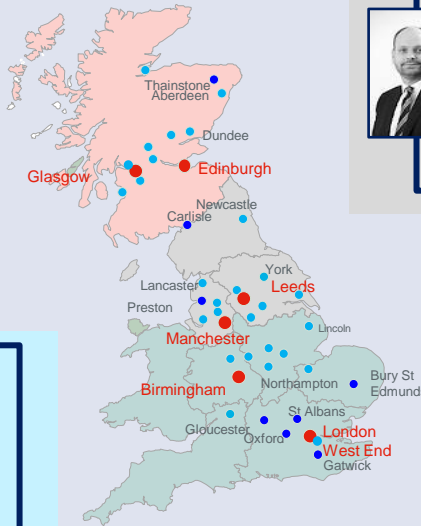 Thainstone
Aberdeen
Dundee
Glasgow
Edinburgh
Newcastle
Carlisle
York
Lancaster
Leeds
Preston
Lincoln
Manchester
Birmingham
Northampton
Bury St
Edmund
St Albans
Gloucester
Oxford
London
West End
Gatwick